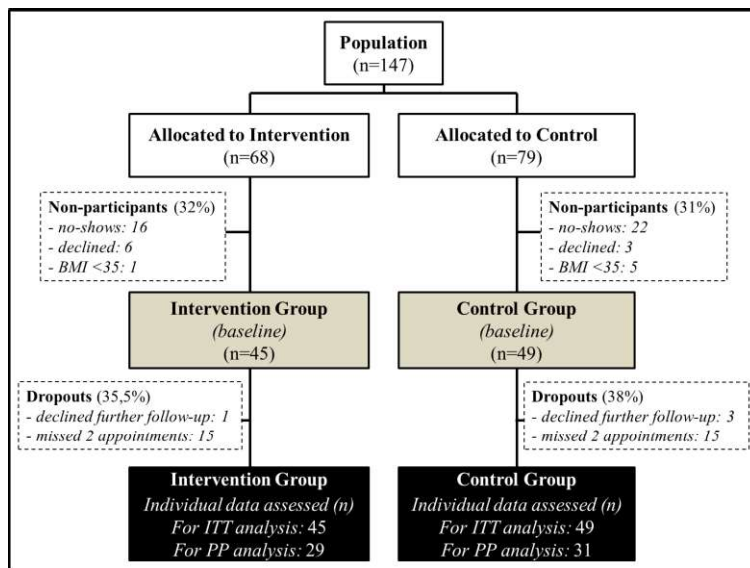 Population
(n=147)
Allocated to Intervention
(n=68)
Allocated to Control
(n=79)
Non-participants (32%)
- no-shows: 16
- declined: 6
- BMI <35: 1
Non-participants (31%)
- no-shows: 22
- declined: 3
- BMI <35: 5
Intervention Group
(baseline)
(n=45)
Control Group
(baseline)
(n=49)
Dropouts (35,5%)
- declined further follow-up: 1
- missed 2 appointments: 15
Dropouts (38%)
- declined further follow-up: 3
- missed 2 appointments: 15
Intervention Group
Individual data assessed (n)
For ITT analysis: 45
For PP analysis: 29
Control Group
Individual data assessed (n)
For ITT analysis: 49
For PP analysis: 31